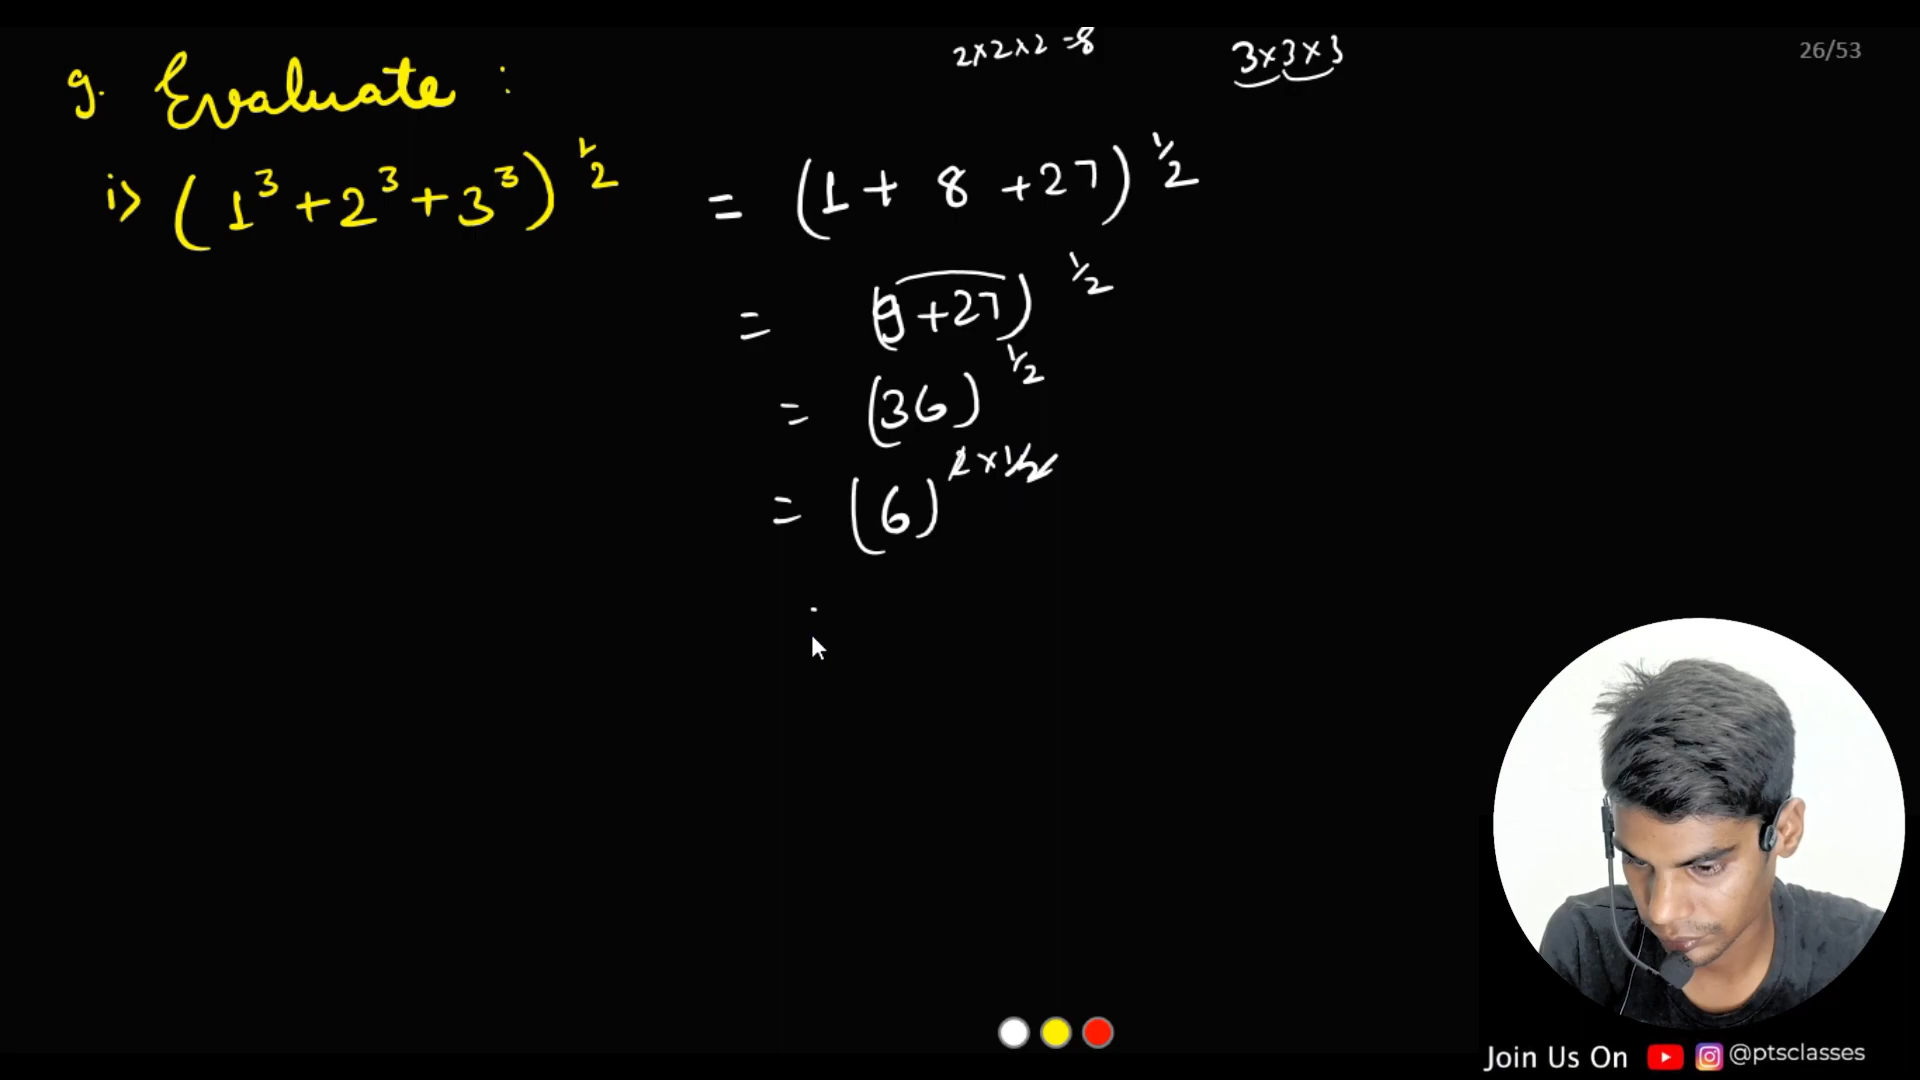 2×2×2=8
3×3×3
26/53
9. Evaluate :
i> (1³+2³+3³)^½ = (1+ 8 +27)^½
= (9+27)^½
= (36)^½
= (6)^2×½
Join Us On @ptsclasses